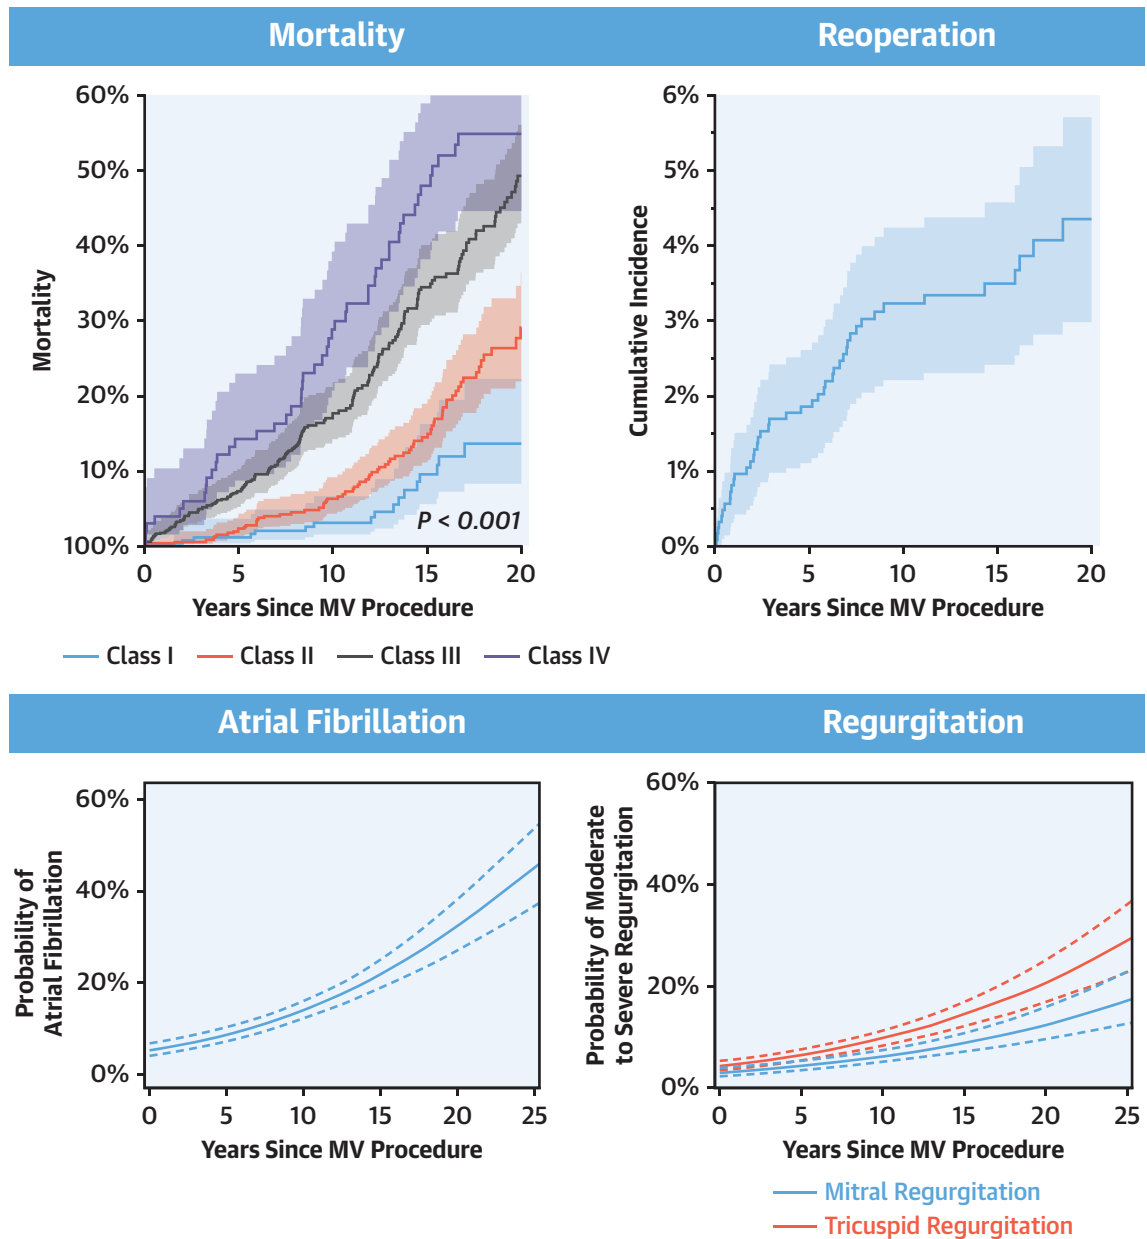 Mortality
60%
50%
40%
30%
20%
10%
100%
Mortality
P < 0.001
0 5 10 15 20
Years Since MV Procedure
Class I Class II Class III Class IV
Reoperation
6%
5%
4%
3%
2%
1%
0%
Cumulative Incidence
0 5 10 15 20
Years Since MV Procedure
Atrial Fibrillation
60%
40%
20%
0%
Probability of
Atrial Fibrillation
0 5 10 15 20 25
Years Since MV Procedure
Regurgitation
60%
40%
20%
0%
Probability of Moderate
to Severe Regurgitation
0 5 10 15 20 25
Years Since MV Procedure
Mitral Regurgitation
Tricuspid Regurgitation